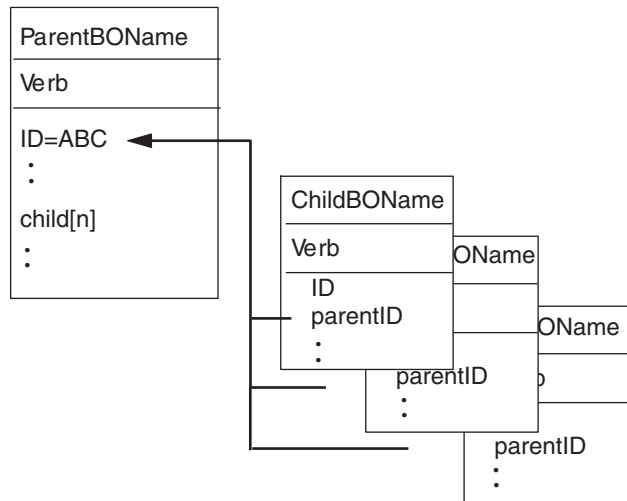 ParentBOName
Verb
ID=ABC
:
child[n]
:
ChildBOName
Verb
ID
parentID
:
OName
parentID
:
OName
b
parentID
: